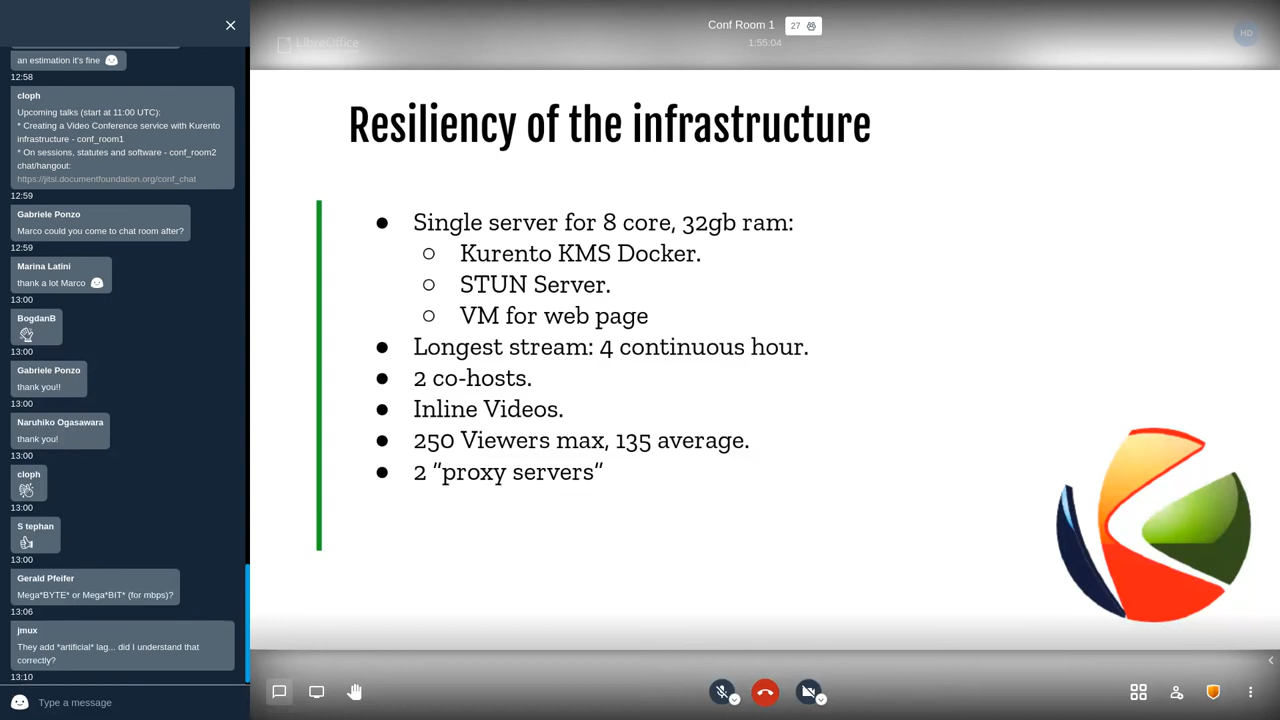 an estimation it's fine
12:58
cloph
Upcoming talks (start at 11:00 UTC):
* Creating a Video Conference service with Kurento
infrastructure - conf_room1
* On sessions, statutes and software - conf_room2
chat/hangout:
https://jitsi.documentfoundation.org/conf_chat
12:59
Gabriele Ponzo
Marco could you come to chat room after?
12:59
Marina Latini
thank a lot Marco
13:00
BogdanB
13:00
Gabriele Ponzo
thank you!!
13:00
Naruhiko Ogasawara
thank you!
13:00
cloph
13:00
S tephan
13:00
Gerald Pfeifer
Mega*BYTE* or Mega*BIT* (for mbps)?
13:06
jmux
They add *artificial* lag... did I understand that
correctly?
13:10
Type a message
LibreOffice
Conf Room 1
27
1:55:04
HD
Resiliency of the infrastructure
● Single server for 8 core, 32gb ram:
○ Kurento KMS Docker.
○ STUN Server.
○ VM for web page
● Longest stream: 4 continuous hour.
● 2 co-hosts.
● Inline Videos.
● 250 Viewers max, 135 average.
● 2 “proxy servers”